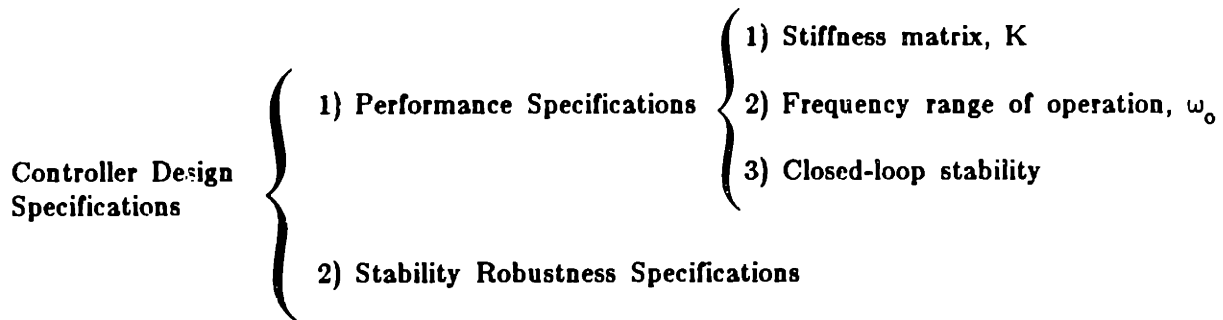 Controller Design
Specifications
1) Performance Specifications
1) Stiffness matrix, K
2) Frequency range of operation, ω₀
3) Closed-loop stability
2) Stability Robustness Specifications